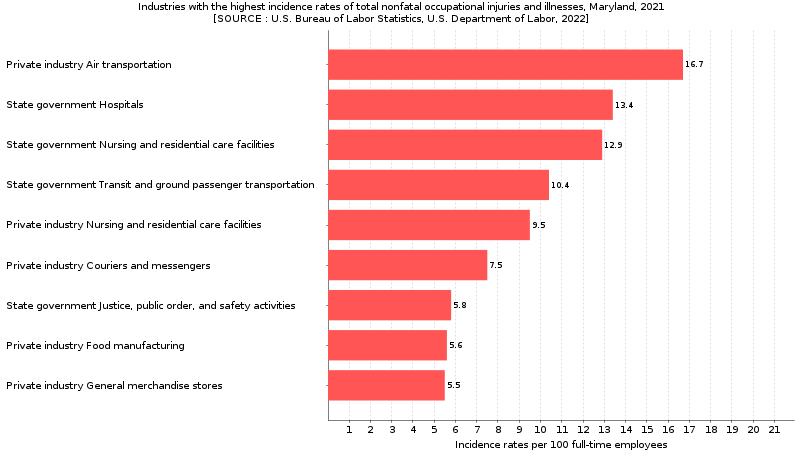 Industries with the highest incidence rates of total nonfatal occupational injuries and illnesses, Maryland, 2021
[SOURCE : U.S. Bureau of Labor Statistics, U.S. Department of Labor, 2022]
Private industry Air transportation 16.7
State government Hospitals 13.4
State government Nursing and residential care facilities 12.9
State government Transit and ground passenger transportation 10.4
Private industry Nursing and residential care facilities 9.5
Private industry Couriers and messengers 7.5
State government Justice, public order, and safety activities 5.8
Private industry Food manufacturing 5.6
Private industry General merchandise stores 5.5
1 2 3 4 5 6 7 8 9 10 11 12 13 14 15 16 17 18 19 20 21
Incidence rates per 100 full-time employees